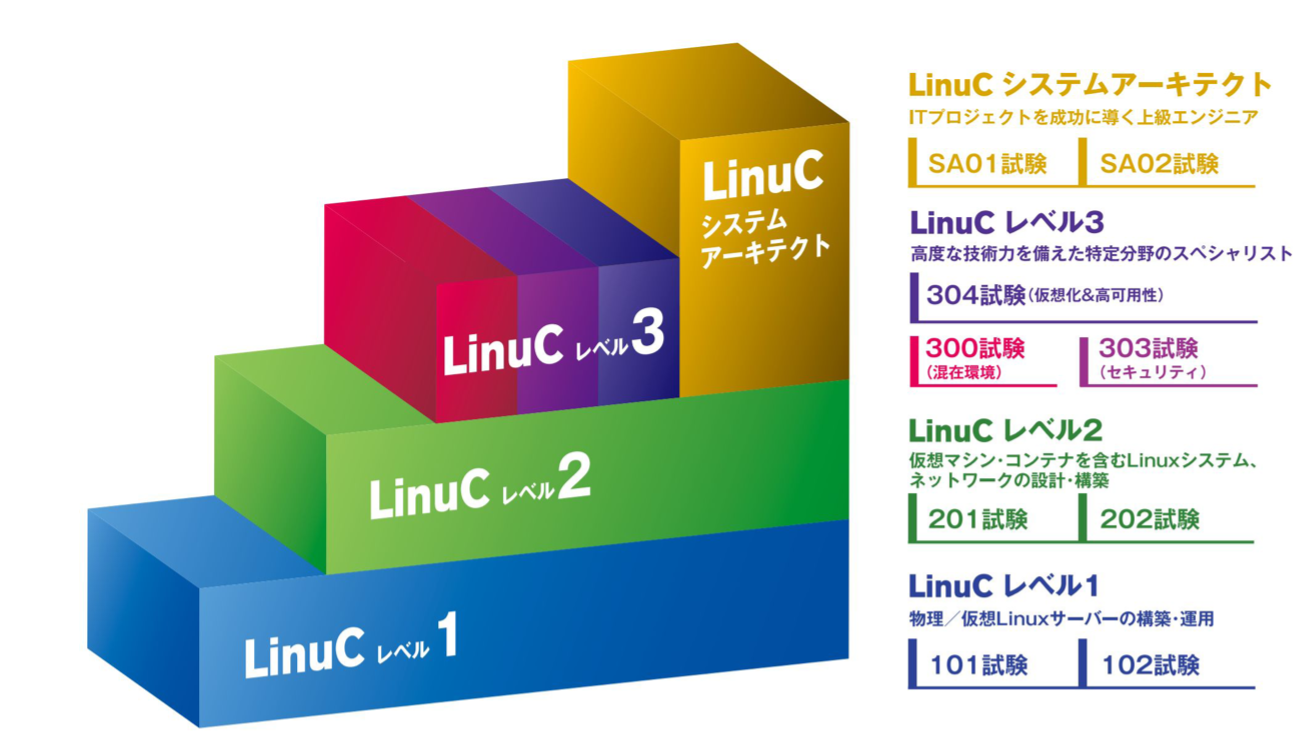 LinuC
システム
アーキテクト
LinuC レベル3
LinuC レベル2
LinuC レベル1
LinuC システムアーキテクト
ITプロジェクトを成功に導く上級エンジニア
SA01試験 SA02試験
LinuC レベル3
高度な技術力を備えた特定分野のスペシャリスト
304試験(仮想化&高可用性)
300試験 303試験
(混在環境) (セキュリティ)
LinuC レベル2
仮想マシン・コンテナを含むLinuxシステム、
ネットワークの設計・構築
201試験 202試験
LinuC レベル1
物理／仮想Linuxサーバーの構築・運用
101試験 102試験